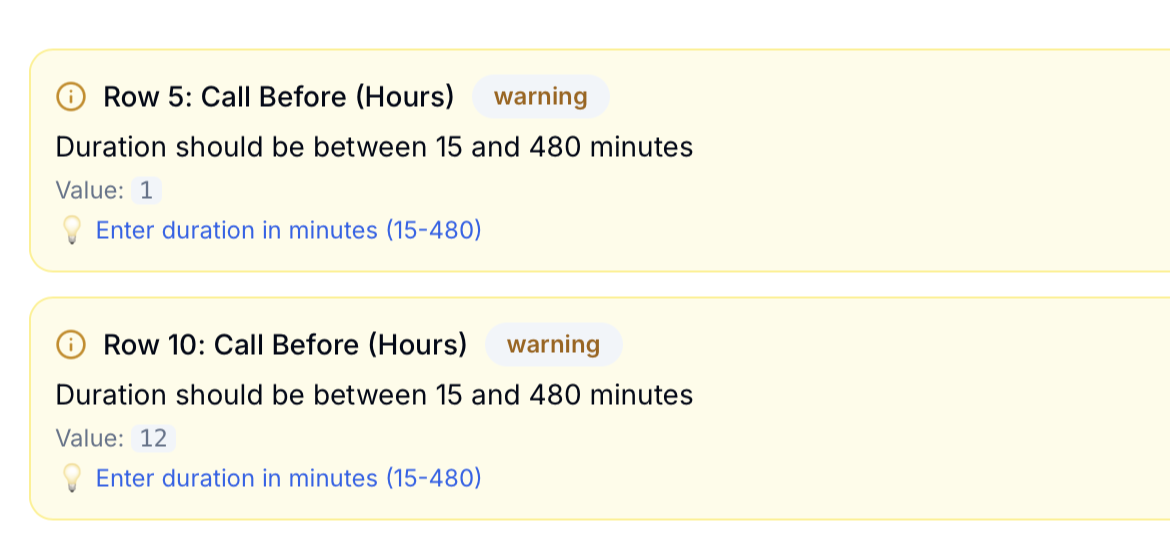 Row 5: Call Before (Hours) warning
Duration should be between 15 and 480 minutes
Value: 1
Enter duration in minutes (15-480)
Row 10: Call Before (Hours) warning
Duration should be between 15 and 480 minutes
Value: 12
Enter duration in minutes (15-480)